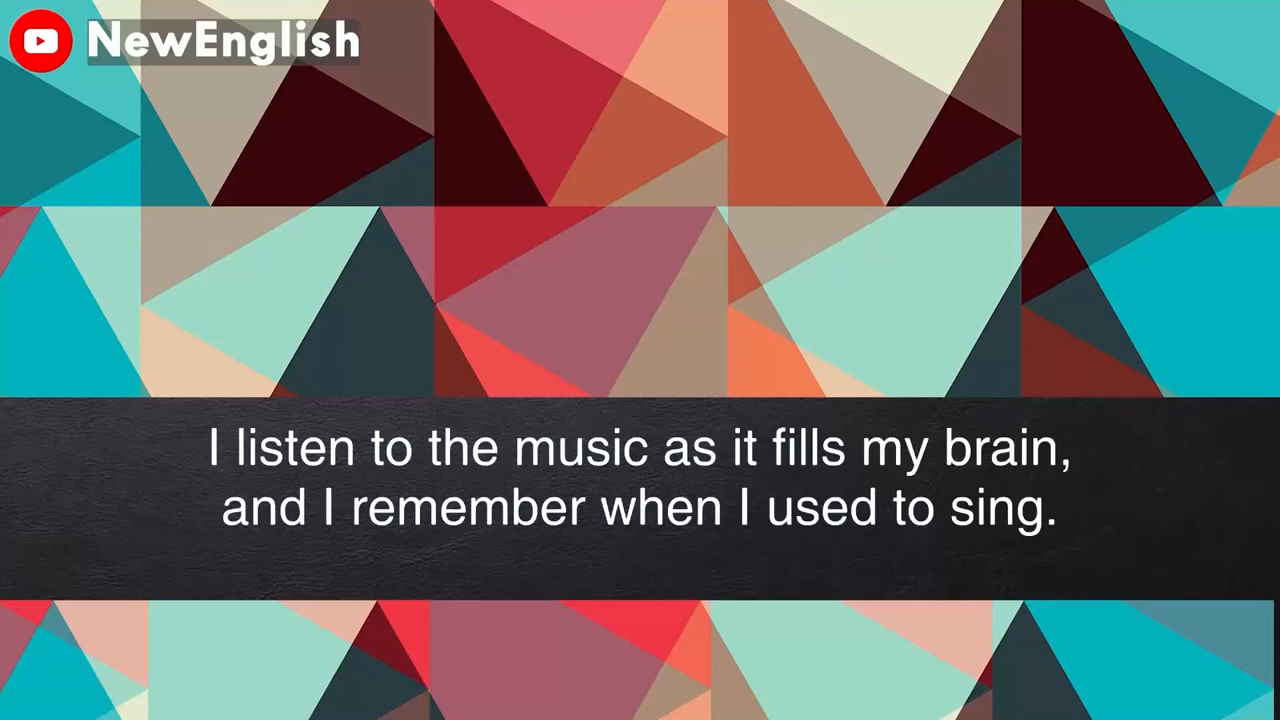 NewEnglish
I listen to the music as it fills my brain,
and I remember when I used to sing.